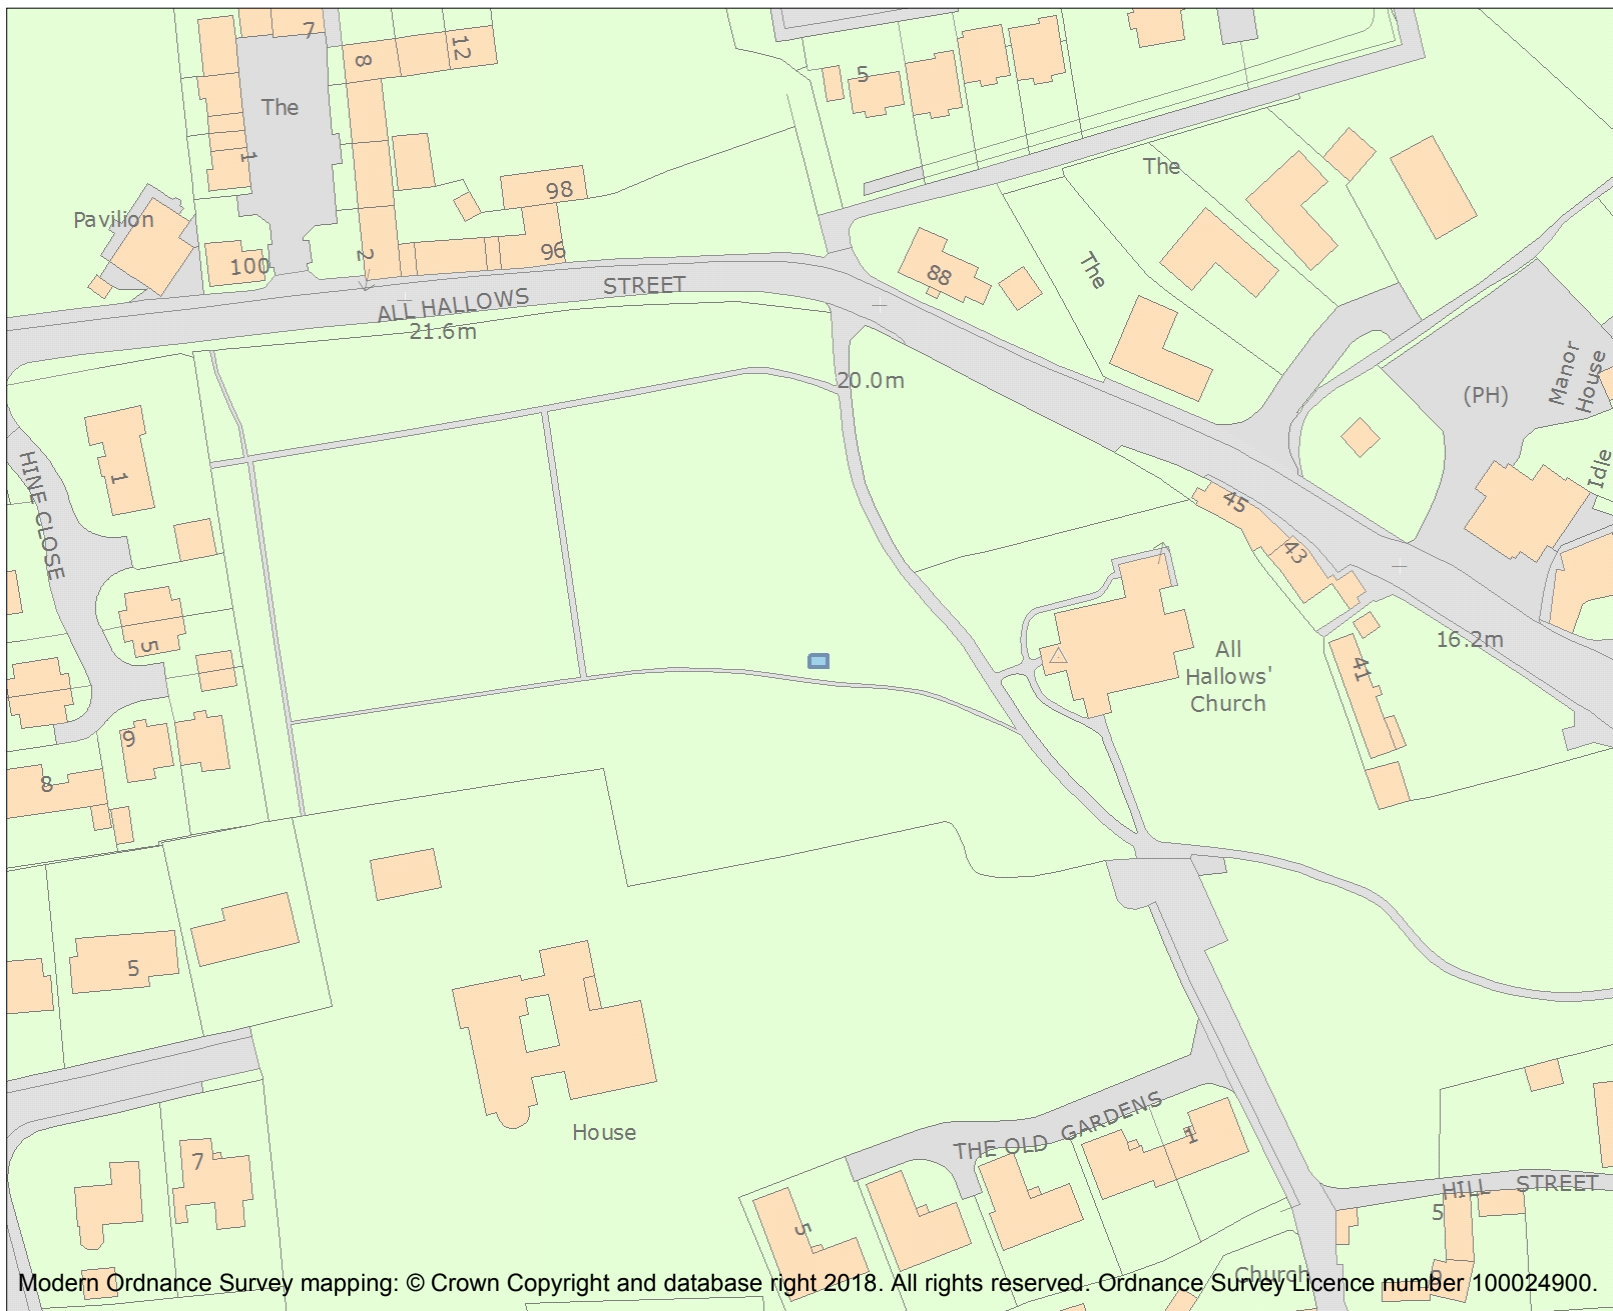 7
8
12
The
1
5
The
98
Pavilion
2
96
100
88
The
ALL HALLOWS STREET
21.6m
20.0m
(PH)
Manor
House
Idle
1
HINE CLOSE
45
43
5
All
Hallows'
Church
16.2m
41
9
8
5
House
THE OLD GARDENS
1
7
HILL STREET
5
5
Church
9
Modern Ordnance Survey mapping: © Crown Copyright and database right 2018. All rights reserved. Ordnance Survey Licence number 100024900.